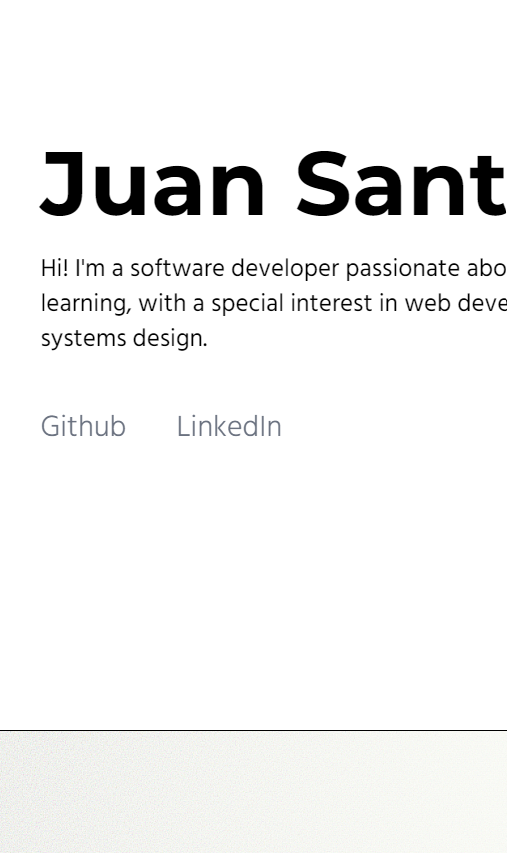 Juan Sant
Hi! I'm a software developer passionate abo
learning, with a special interest in web deve
systems design.
Github LinkedIn